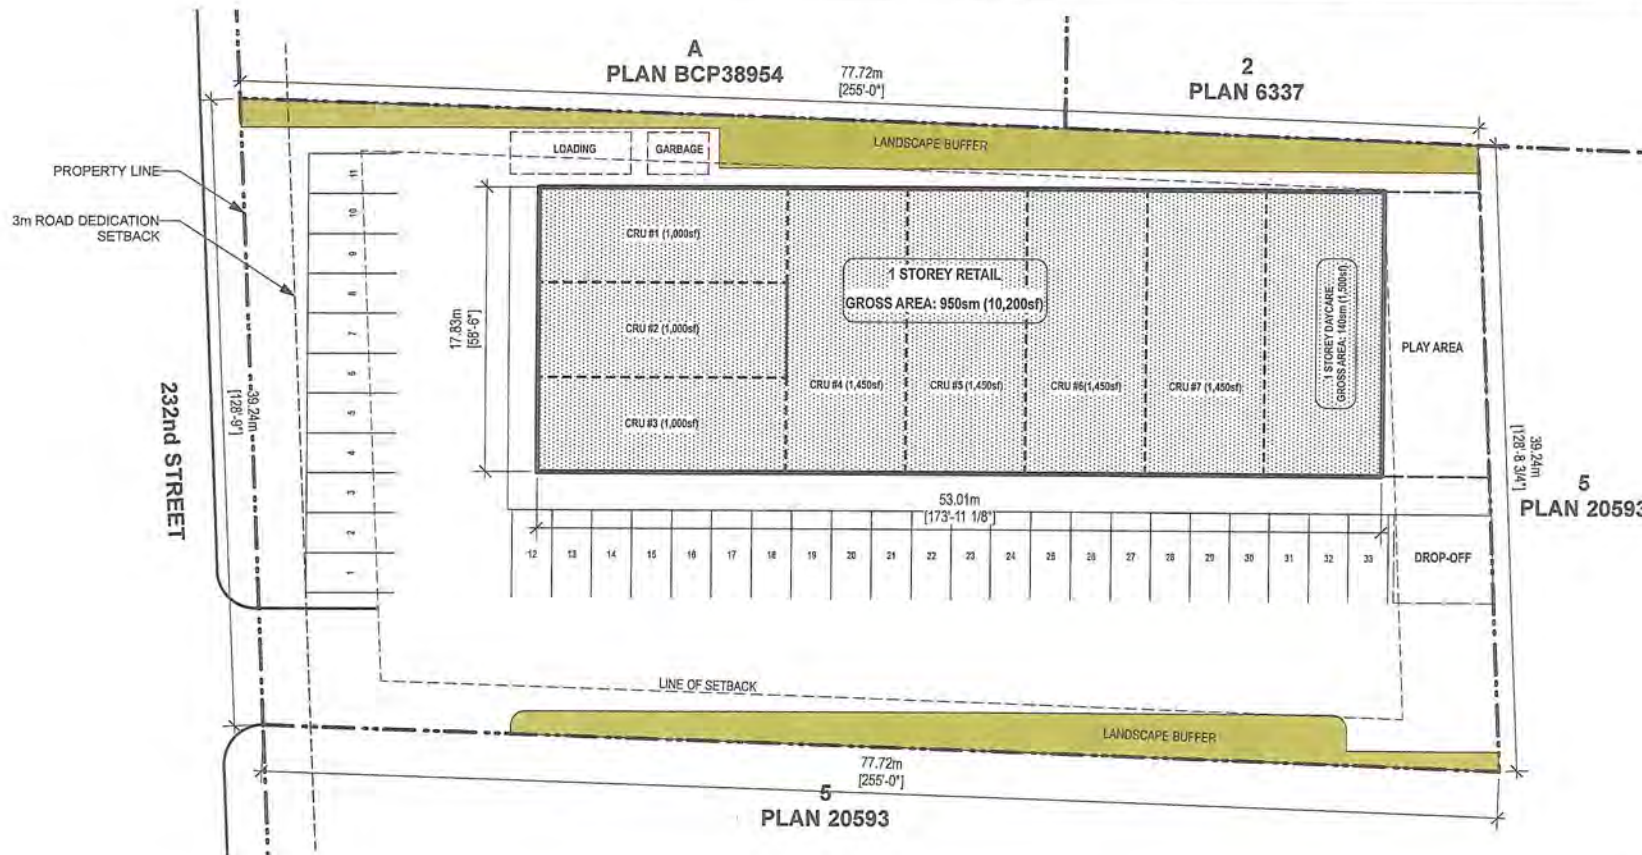 A
PLAN BCP38954
77.72m
[255'-0"]
2
PLAN 6337
LANDSCAPE BUFFER
LOADING
GARBAGE
PROPERTY LINE
3m ROAD DEDICATION
SETBACK
11
10
9
8
7
6
5
4
3
2
1
232nd STREET
39.24m
[128'-9"]
17.83m
[58'-6"]
CRU #1 (1,000sf)
CRU #2 (1,000sf)
CRU #3 (1,000sf)
1 STOREY RETAIL
GROSS AREA: 950sm (10,200sf)
CRU #4 (1,450sf)
CRU #5 (1,450sf)
CRU #6(1,450sf)
CRU #7 (1,450sf)
1 STOREY DAYCARE
GROSS AREA: 140sm (1,500sf)
PLAY AREA
39.24m
[128'-8 3/4"]
5
PLAN 20593
53.01m
[173'-11 1/8"]
12 13 14 15 16 17 18 19 20 21 22 23 24 25 26 27 28 29 30 31 32 33
DROP-OFF
LINE OF SETBACK
LANDSCAPE BUFFER
77.72m
[255'-0"]
5
PLAN 20593